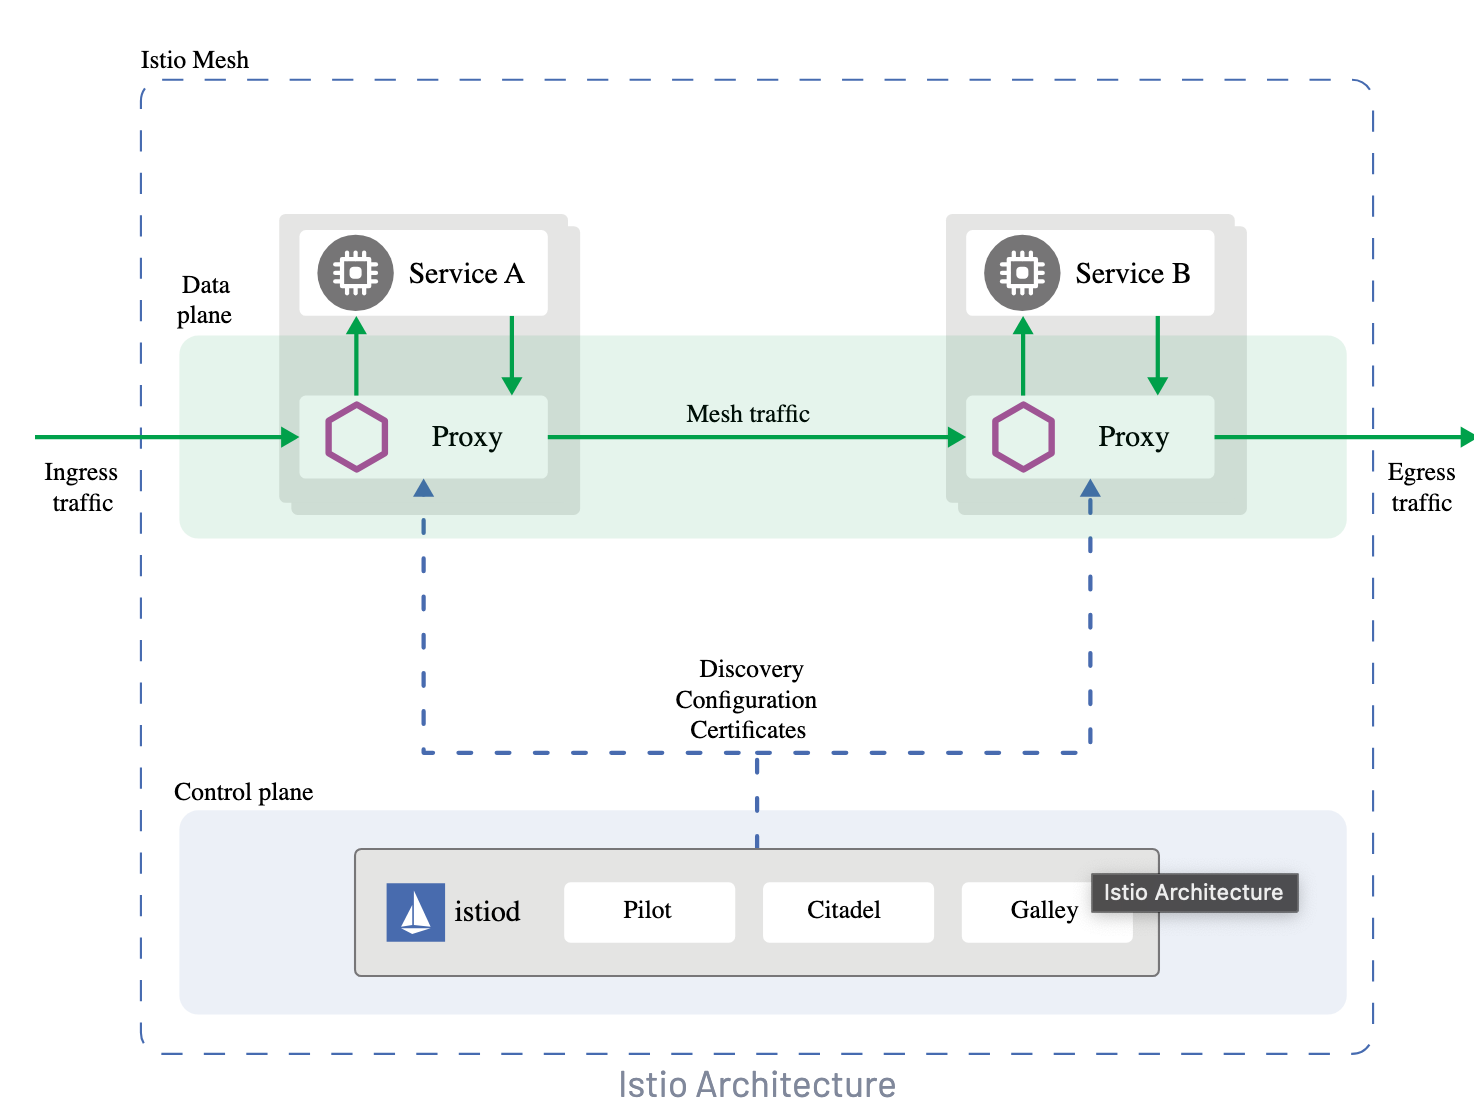 Istio Mesh
Service A
Service B
Data
plane
Proxy
Mesh traffic
Proxy
Ingress
traffic
Egress
traffic
Discovery
Configuration
Certificates
Control plane
istiod
Pilot
Citadel
Galley
Istio Architecture
Istio Architecture